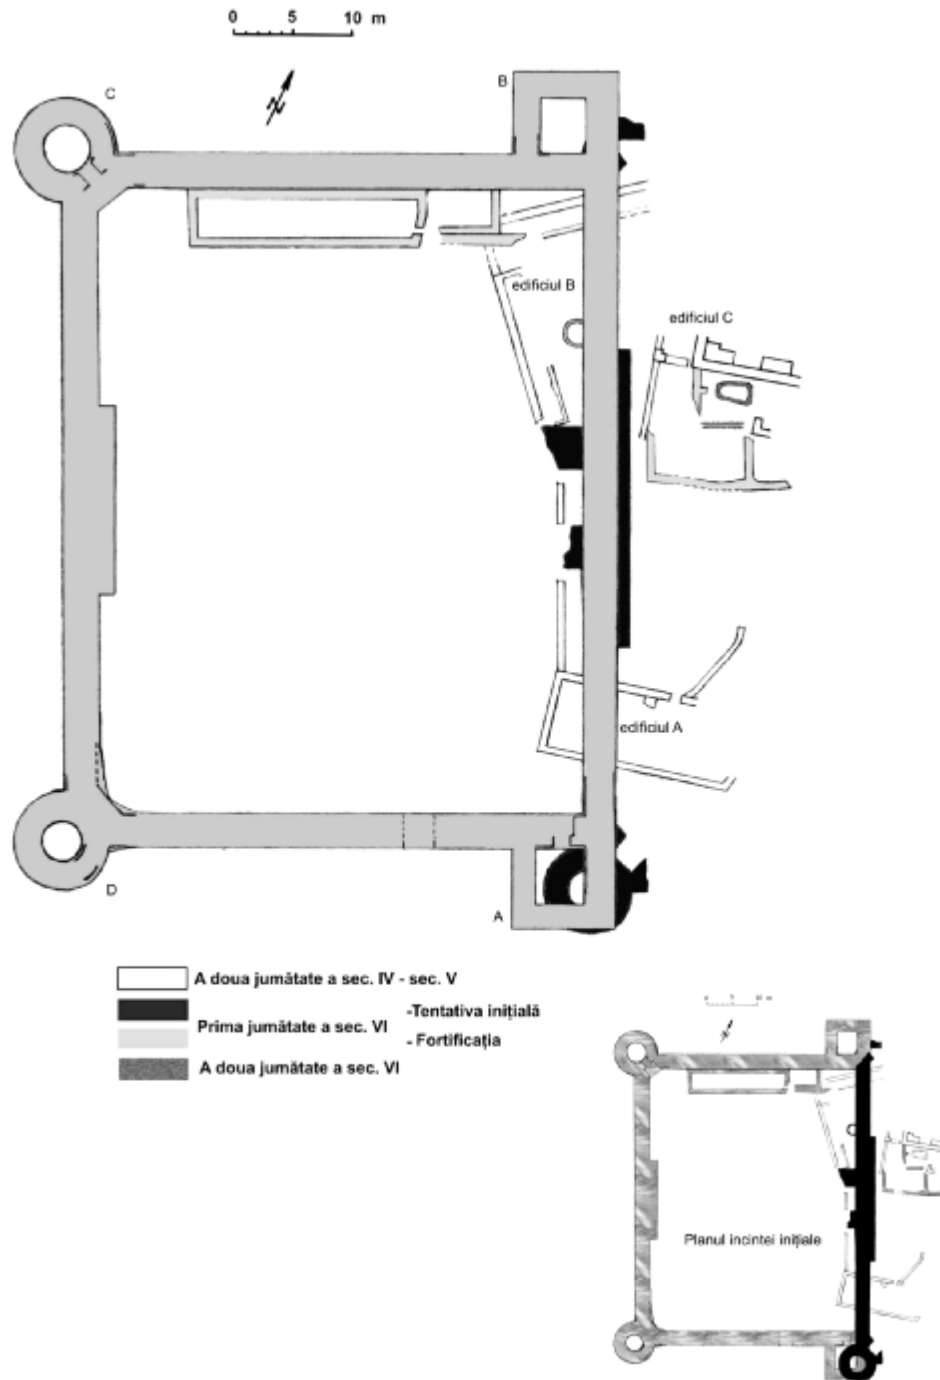 0 5 10 m
N
B
C
edificiul B
edificiul C
edificiul A
D
A
A doua jumătate a sec. IV - sec. V
Prima jumătate a sec. VI
-Tentativa inițială
- Fortificația
A doua jumătate a sec. VI
Planul incintei inițiale